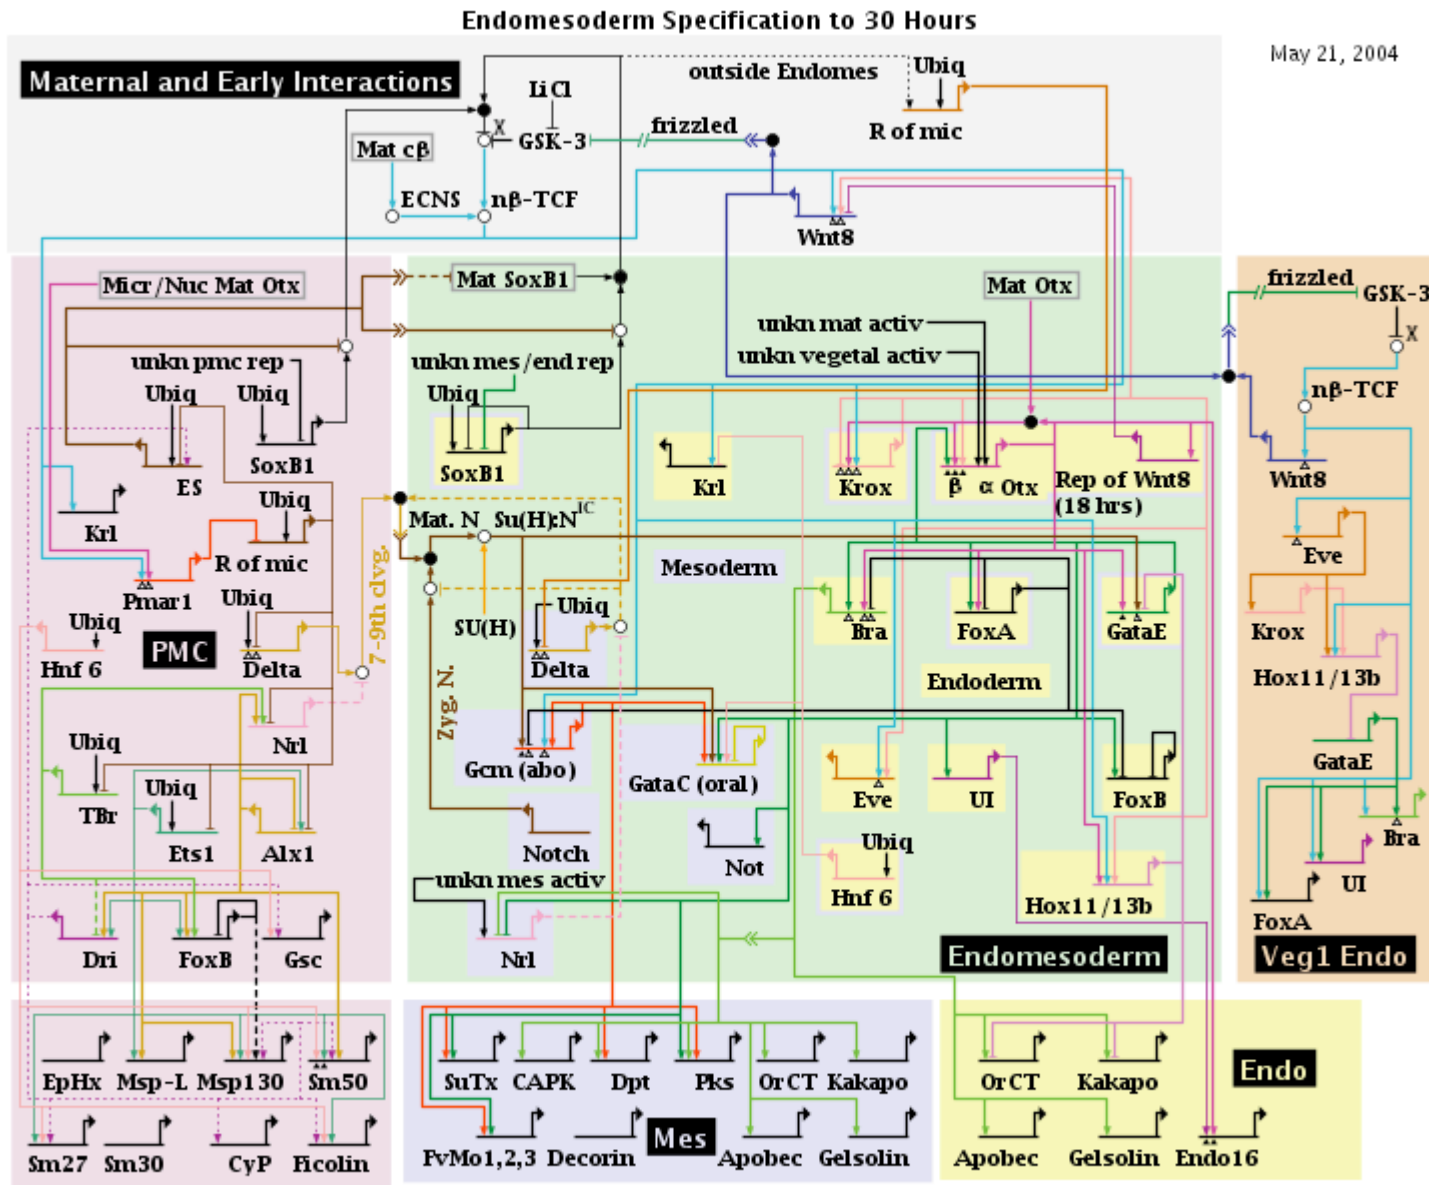 Endomesoderm Specification to 30 Hours
May 21, 2004
Maternal and Early Interactions
outside Endomes
Ubiq
LiCl
X
GSK-3
frizzled
R of mic
Mat cβ
ECNS
nβ-TCF
Wnt8
Micr/Nuc Mat Otx
Mat SoxB1
Mat Otx
frizzled
GSK-3
X
unkn mat activ
unkn vegetal activ
unkn pmc rep
unkn mes/end rep
Ubiq
Ubiq
Ubiq
nβ-TCF
SoxB1
ES
SoxB1
Krl
Krox
β α Otx
Rep of Wnt8
(18 hrs)
Wnt8
Krl
Ubiq
R of mic
Mat. N
Su(H):N
IC
Mesoderm
Eve
Pmar1
Ubiq
Ubiq
7-9th clvg.
SU(H)
Ubiq
Bra
FoxA
GataE
Krox
Hnf 6
PMC
Delta
Delta
Endoderm
Hox11/13b
Zyg. N.
Nrl
Ubiq
Gcm (abo)
GataC (oral)
Eve
UI
FoxB
GataE
TBr
Ubiq
Ets1
Alx1
Notch
Not
Ubiq
Bra
unkn mes activ
Hnf 6
Hox11/13b
UI
FoxA
Dri
FoxB
Gsc
Nrl
Endomesoderm
Veg1 Endo
EpHx
Msp-L
Msp130
Sm50
SuTx
CAPK
Dpt
Pks
OrCT
Kakapo
OrCT
Kakapo
Endo
Sm27
Sm30
CyP
Ficolin
FvMo1,2,3
Decorin
Mes
Apobec
Gelsolin
Apobec
Gelsolin
Endo16